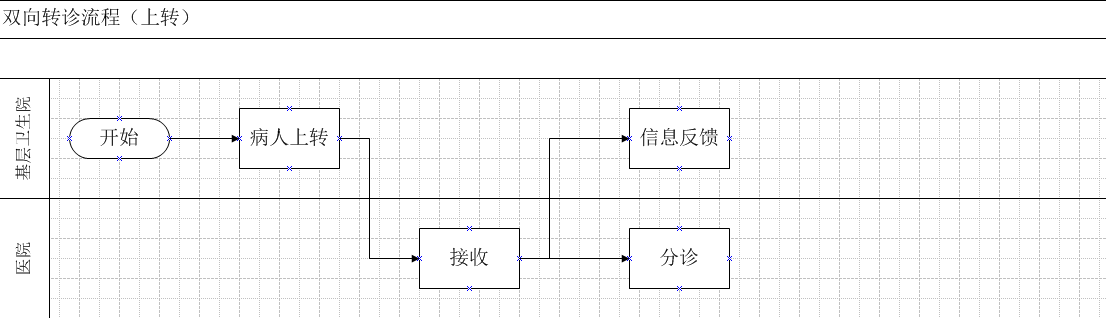 双向转诊流程（上转）
基层卫生院
开始
病人上转
信息反馈
医院
接收
分诊